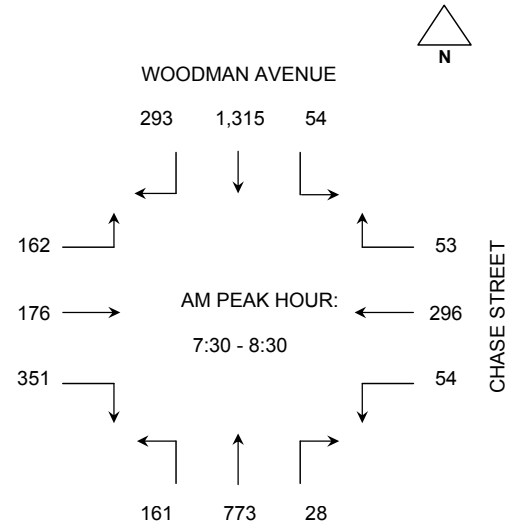 N
WOODMAN AVENUE
293 1,315 54
162 53
176 AM PEAK HOUR: 296
7:30 - 8:30
351 54
CHASE STREET
161 773 28